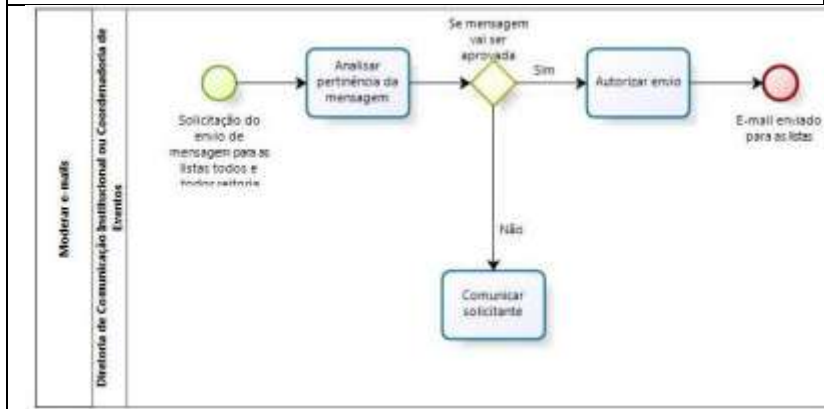 Moderar e-mails
Diretoria de Comunicação Institucional ou Coordenadoria de
Eventos
Solicitação do
envio de
mensagem para as
listas todos e
todos reitoria
Analisar
pertinência da
mensagem
Se mensagem
vai ser
aprovada
Sim
Autorizar envio
E-mail enviado
para as listas
Não
Comunicar
solicitante